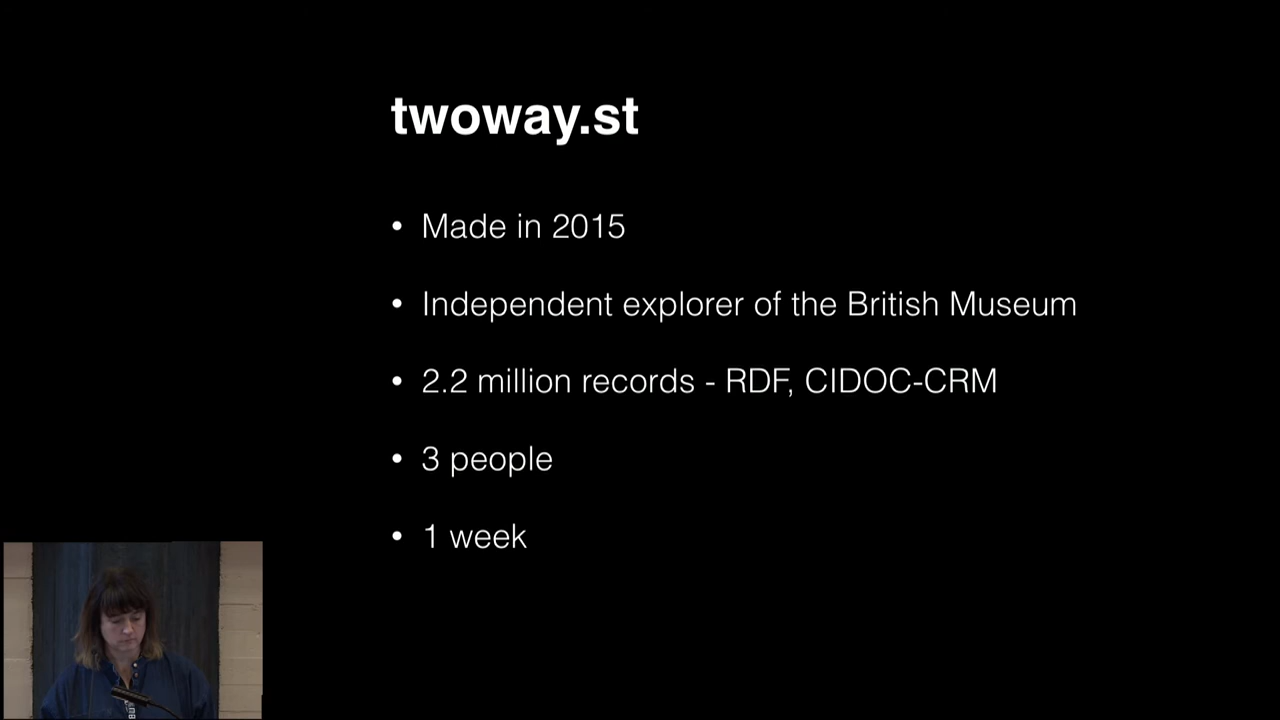 twoway.st
• Made in 2015
• Independent explorer of the British Museum
• 2.2 million records - RDF, CIDOC-CRM
• 3 people
• 1 week